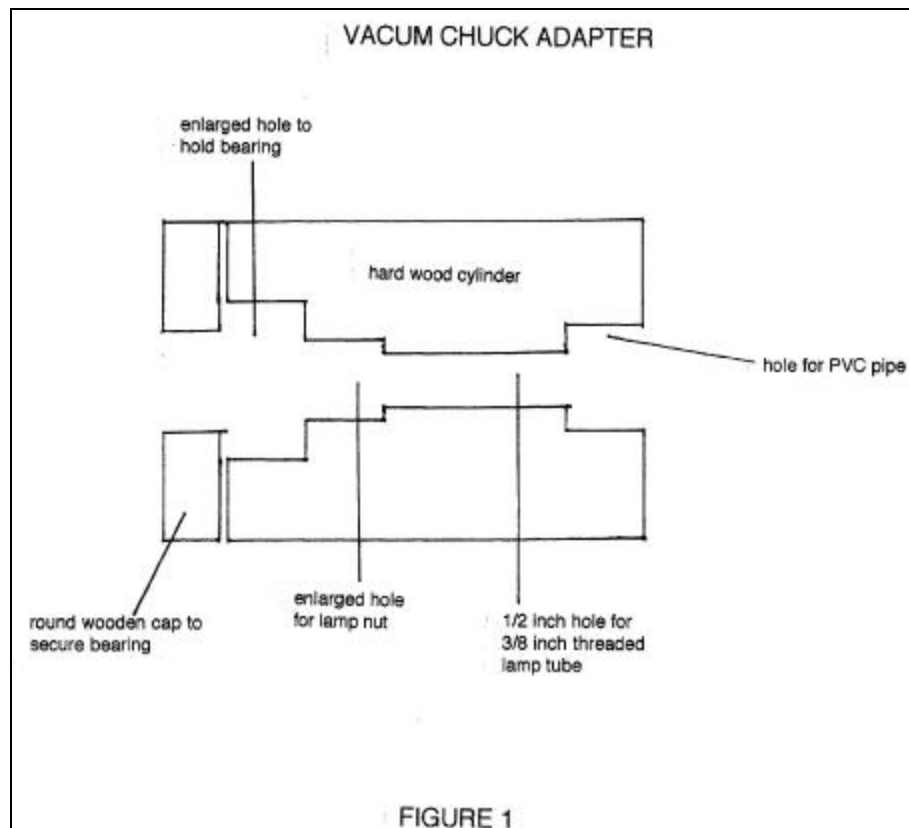 VACUM CHUCK ADAPTER
enlarged hole to
hold bearing
hard wood cylinder
hole for PVC pipe
round wooden cap to
secure bearing
enlarged hole
for lamp nut
1/2 inch hole for
3/8 inch threaded
lamp tube
FIGURE 1